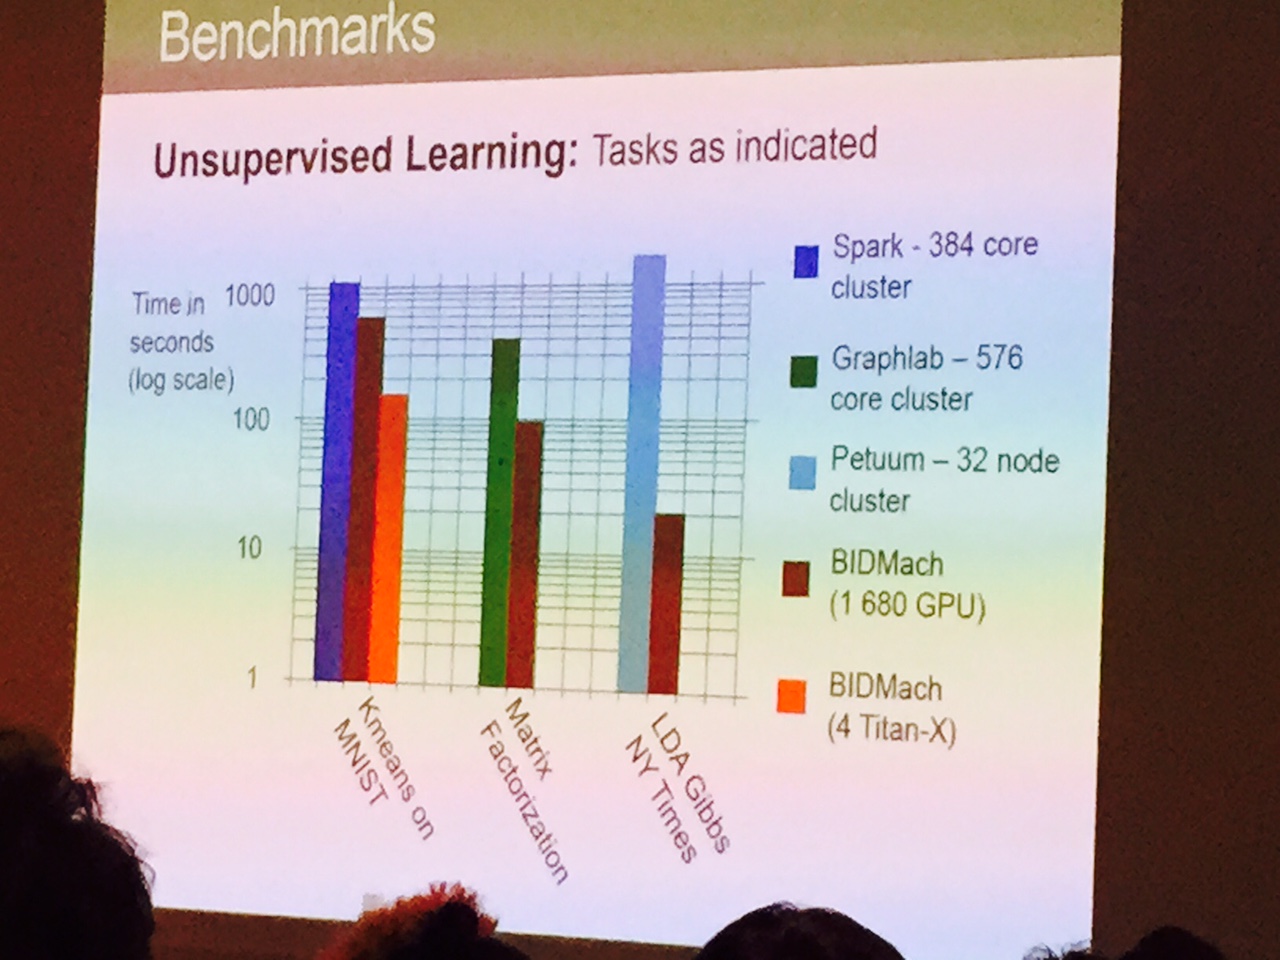 Benchmarks
Unsupervised Learning: Tasks as indicated
Time in
seconds
(log scale)
1000
100
10
1
Kmeans on
MNIST
Matrix
Factorization
LDA Gibbs
NY Times
Spark - 384 core
cluster
Graphlab – 576
core cluster
Petuum – 32 node
cluster
BIDMach
(1 680 GPU)
BIDMach
(4 Titan-X)